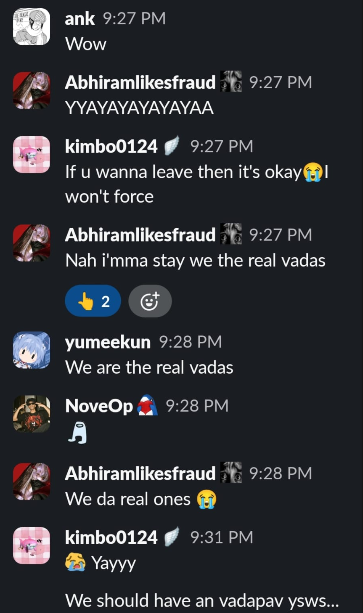 ank 9:27 PM
Wow
Abhiramlikesfraud 9:27 PM
YYAYAYAYAYAYAA
kimbo0124 9:27 PM
If u wanna leave then it's okay😭I
won't force
Abhiramlikesfraud 9:27 PM
Nah i'mma stay we the real vadas
👆 2
yumeekun 9:28 PM
We are the real vadas
NoveOp 9:28 PM
Abhiramlikesfraud 9:28 PM
We da real ones 😭
kimbo0124 9:31 PM
Yayyy
We should have an vadapav ysws...